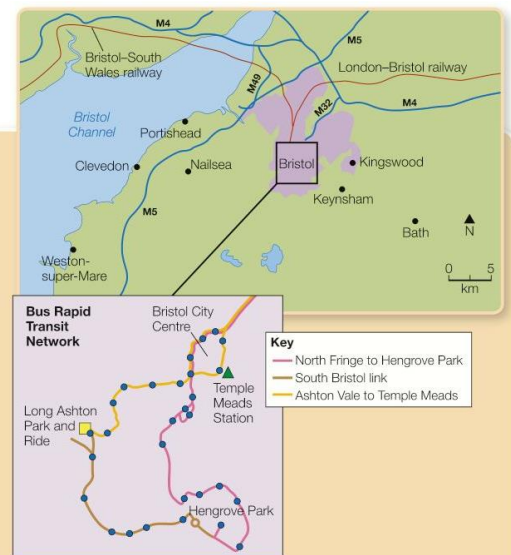 M4
M5
Bristol–South
Wales railway
London–Bristol railway
M49
M32
M4
Bristol
Channel
Portishead
Clevedon
Nailsea
Bristol
Kingswood
Keynsham
M5
Bath
N
Weston-
super-Mare
0 5
km
Bus Rapid
Transit
Network
Bristol City
Centre
Temple
Meads
Station
Long Ashton
Park and
Ride
Hengrove Park
Key
North Fringe to Hengrove Park
South Bristol link
Ashton Vale to Temple Meads